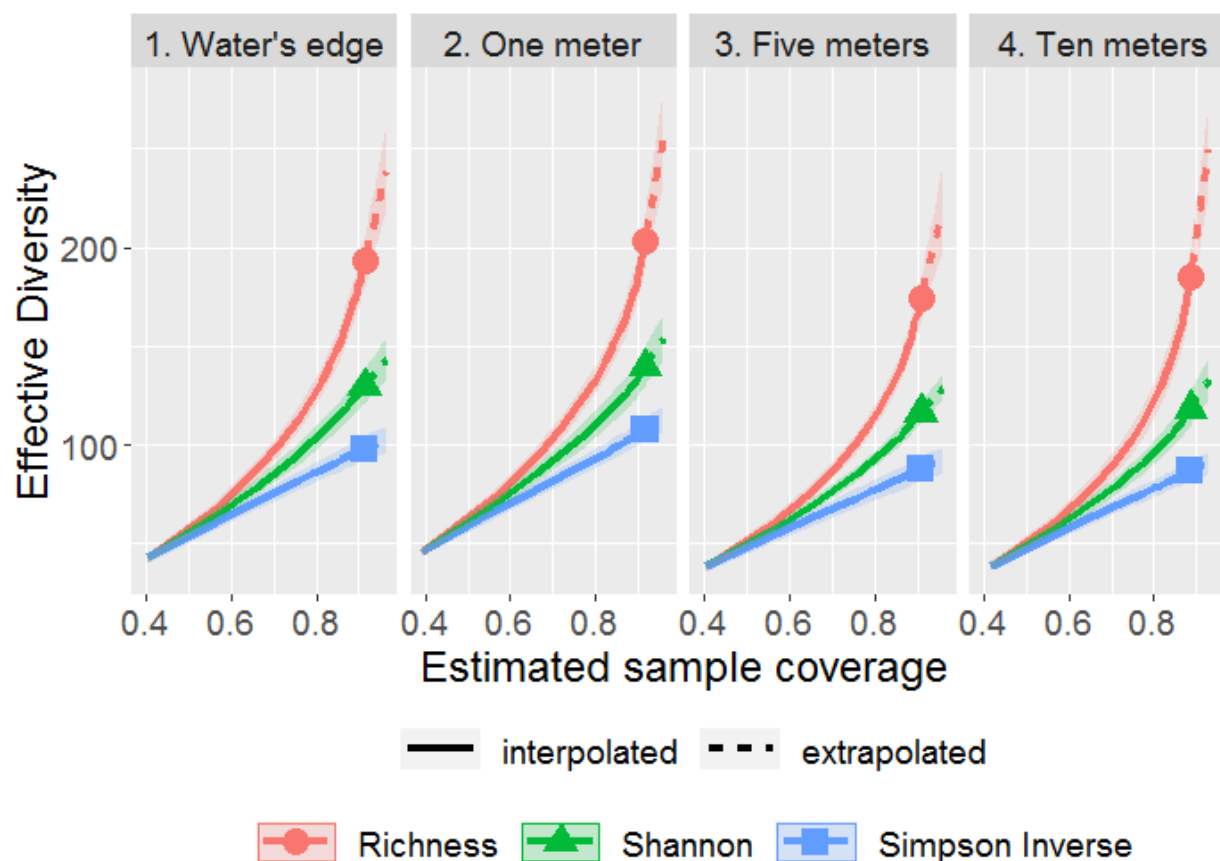 1. Water's edge 2. One meter 3. Five meters 4. Ten meters
Effective Diversity
200
100
0.4 0.6 0.8 0.4 0.6 0.8 0.4 0.6 0.8 0.4 0.6 0.8
Estimated sample coverage
interpolated extrapolated
Richness Shannon Simpson Inverse